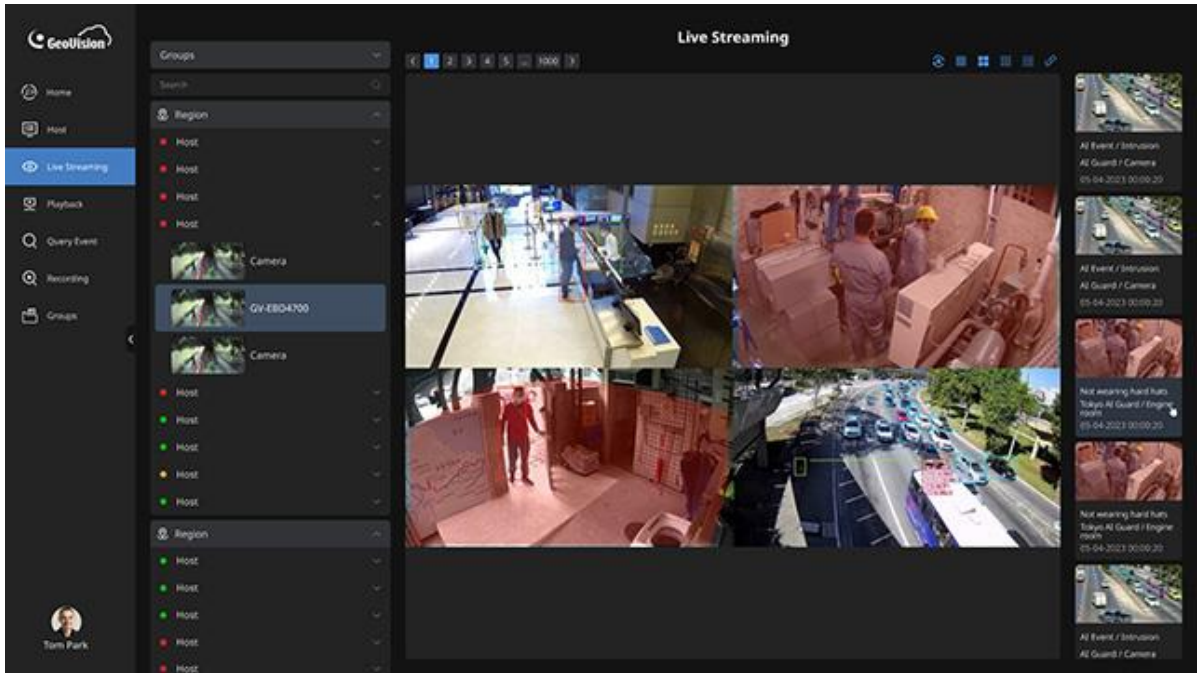 GeoVision
Home
Host
Live Streaming
Playback
Query Event
Recording
Groups
Tom Park
Groups
Search
Region
Host
Host
Host
Host
Camera
GV-EBD4700
Camera
Host
Host
Host
Host
Host
Region
Host
Host
Host
Host
Host
Live Streaming
1 2 3 4 5 ... 1000
AI Event / Intrusion
AI Guard / Camera
05-04-2023 00:00:20
AI Event / Intrusion
AI Guard / Camera
05-04-2023 00:00:20
Not wearing hard hats
Tokyo AI Guard / Engine
room
05-04-2023 00:00:20
Not wearing hard hats
Tokyo AI Guard / Engine
room
05-04-2023 00:00:20
AI Event / Intrusion
AI Guard / Camera